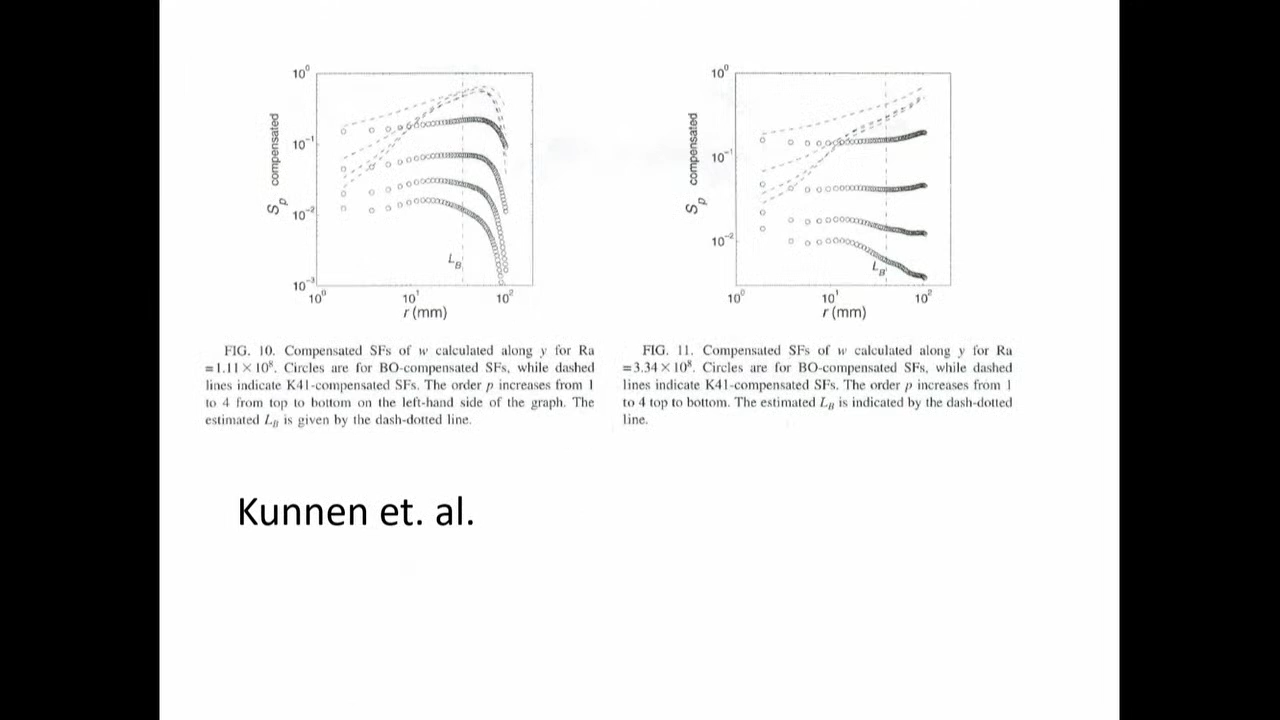 10⁰
10⁻¹
10⁻²
10⁻³
S_p compensated
L_B
10⁰ 10¹ 10²
r (mm)
10⁰
10⁻¹
10⁻²
S_p compensated
L_B
10⁰ 10¹ 10²
r (mm)
FIG. 10. Compensated SFs of w calculated along y for Ra
=1.11 × 10⁸. Circles are for BO-compensated SFs, while dashed
lines indicate K41-compensated SFs. The order p increases from 1
to 4 from top to bottom on the left-hand side of the graph. The
estimated L_B is given by the dash-dotted line.
FIG. 11. Compensated SFs of w calculated along y for Ra
=3.34 × 10⁸. Circles are for BO-compensated SFs, while dashed
lines indicate K41-compensated SFs. The order p increases from 1
to 4 top to bottom. The estimated L_B is indicated by the dash-dotted
line.
Kunnen et. al.